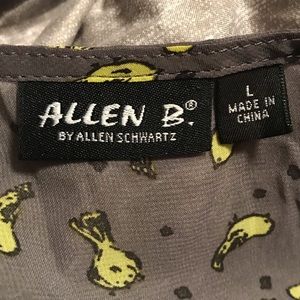 ALLEN B.®
BY ALLEN SCHWARTZ
L
MADE IN
CHINA